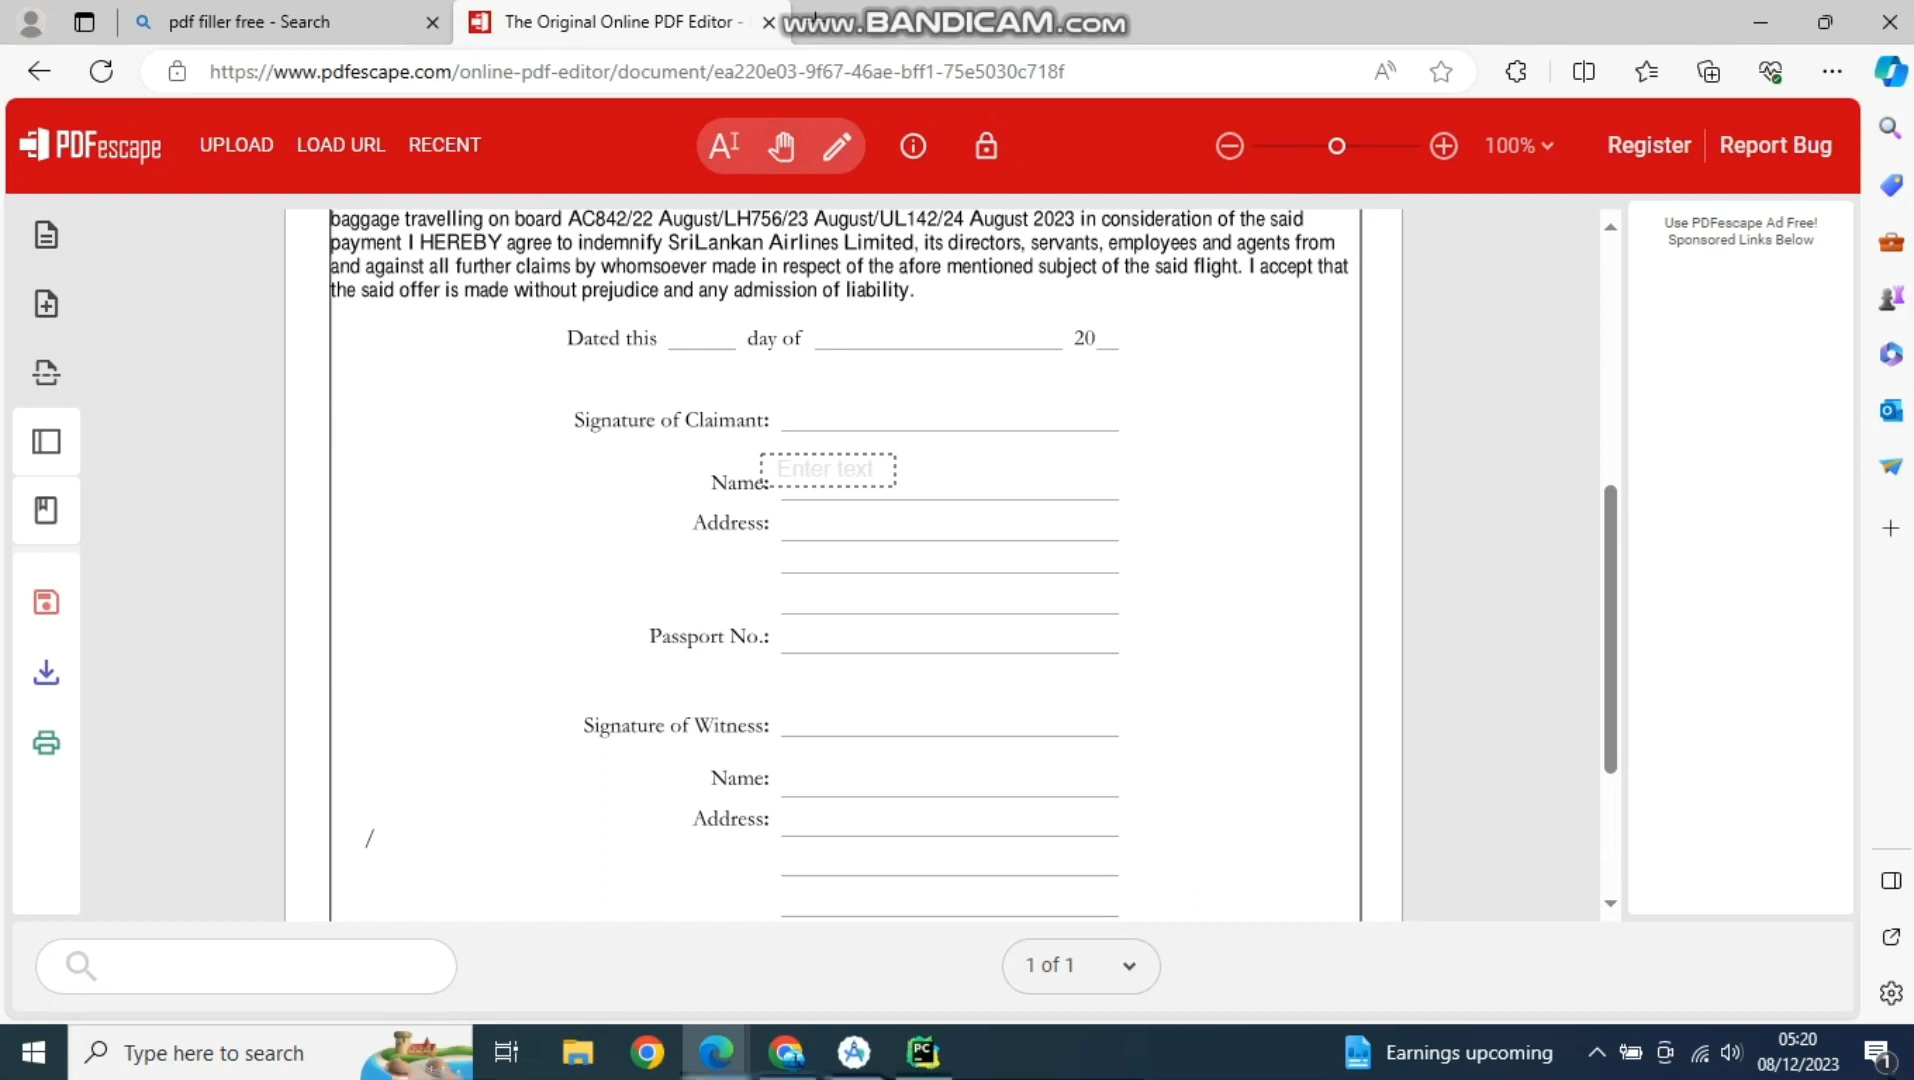 pdf filler free - Search
The Original Online PDF Editor -
www.BANDICAM.com
https://www.pdfescape.com/online-pdf-editor/document/ea220e03-9f67-46ae-bff1-75e5030c718f
PDFescape
UPLOAD
LOAD URL
RECENT
100%
Register
Report Bug
baggage travelling on board AC842/22 August/LH756/23 August/UL142/24 August 2023 in consideration of the said
payment I HEREBY agree to indemnify SriLankan Airlines Limited, its directors, servants, employees and agents from
and against all further claims by whomsoever made in respect of the afore mentioned subject of the said flight. I accept that
the said offer is made without prejudice and any admission of liability.
Use PDFescape Ad Free!
Sponsored Links Below
Dated this ______ day of ______________________ 20__
Signature of Claimant:
Enter text
Name:
Address:
Passport No.:
Signature of Witness:
Name:
Address:
/
1 of 1
Type here to search
Earnings upcoming
05:20
08/12/2023
1